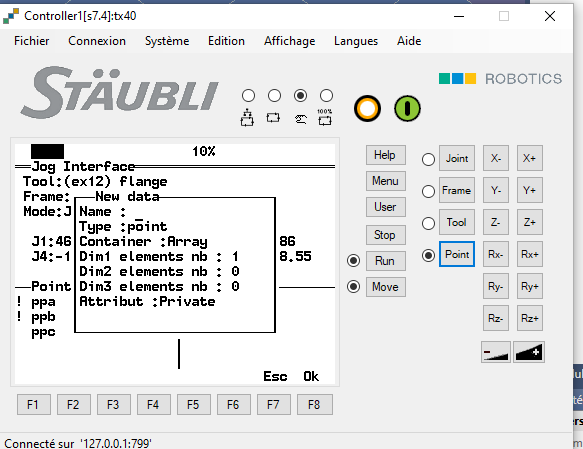 Controller1[s7.4]:tx40
Fichier Connexion Système Edition Affichage Langues Aide
STÄUBLI
ROBOTICS
100%
10%
Jog Interface
Tool:(ex12) flange
Frame:
New data
Mode:J
Name : _
Type :point
J1:46
Container :Array
86
J4:-1
Dim1 elements nb : 1
8.55
Dim2 elements nb : 0
Point
Dim3 elements nb : 0
! ppa
Attribut :Private
! ppb
ppc
Esc Ok
Help
Menu
User
Stop
Run
Move
Joint X- X+
Frame Y- Y+
Tool Z- Z+
Point Rx- Rx+
Ry- Ry+
Rz- Rz+
- +
F1 F2 F3 F4 F5 F6 F7 F8
Connecté sur '127.0.0.1:799'